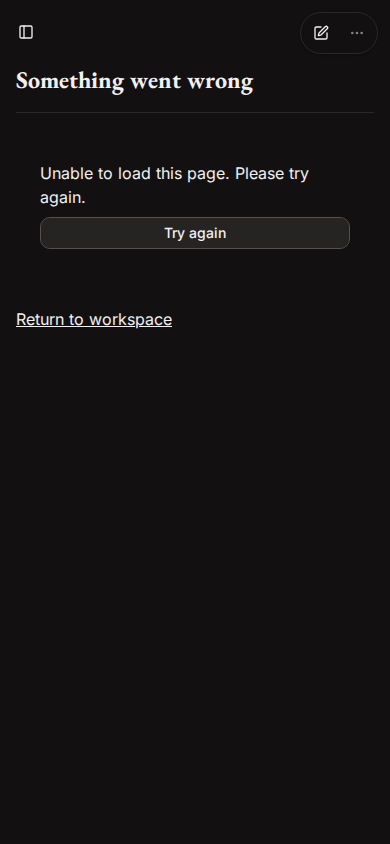 Something went wrong
Unable to load this page. Please try
again.
Try again
Return to workspace